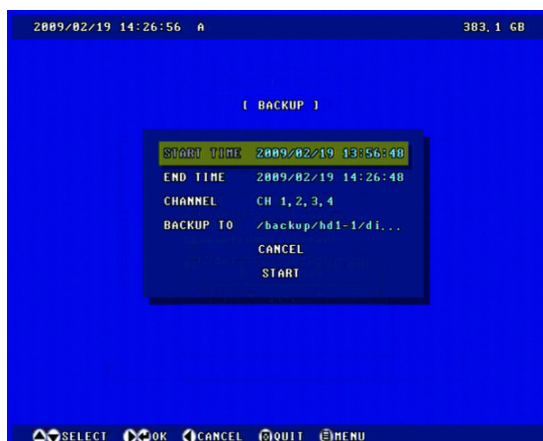 2009/02/19 14:26:56 A 383.1 GB
[ BACKUP ]
START TIME 2009/02/19 13:56:48
END TIME 2009/02/19 14:26:48
CHANNEL CH 1,2,3,4
BACKUP TO /backup/hd1-1/di...
CANCEL
START
SELECT OK CANCEL QUIT MENU